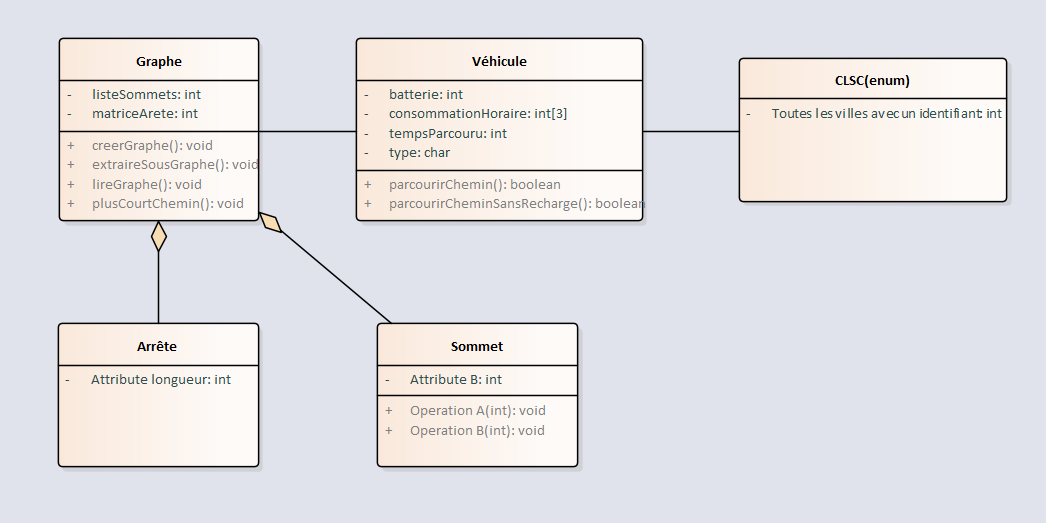 Graphe
- listeSommets: int
- matriceArete: int
+ creerGraphe(): void
+ extraireSousGraphe(): void
+ lireGraphe(): void
+ plusCourtChemin(): void
Véhicule
- batterie: int
- consommationHoraire: int[3]
- tempsParcouru: int
- type: char
+ parcourirChemin(): boolean
+ parcourirCheminSansRecharge(): boolean
CLSC(enum)
- Toutes les villes avec un identifiant: int
Arrête
- Attribute longueur: int
Sommet
- Attribute B: int
+ Operation A(int): void
+ Operation B(int): void